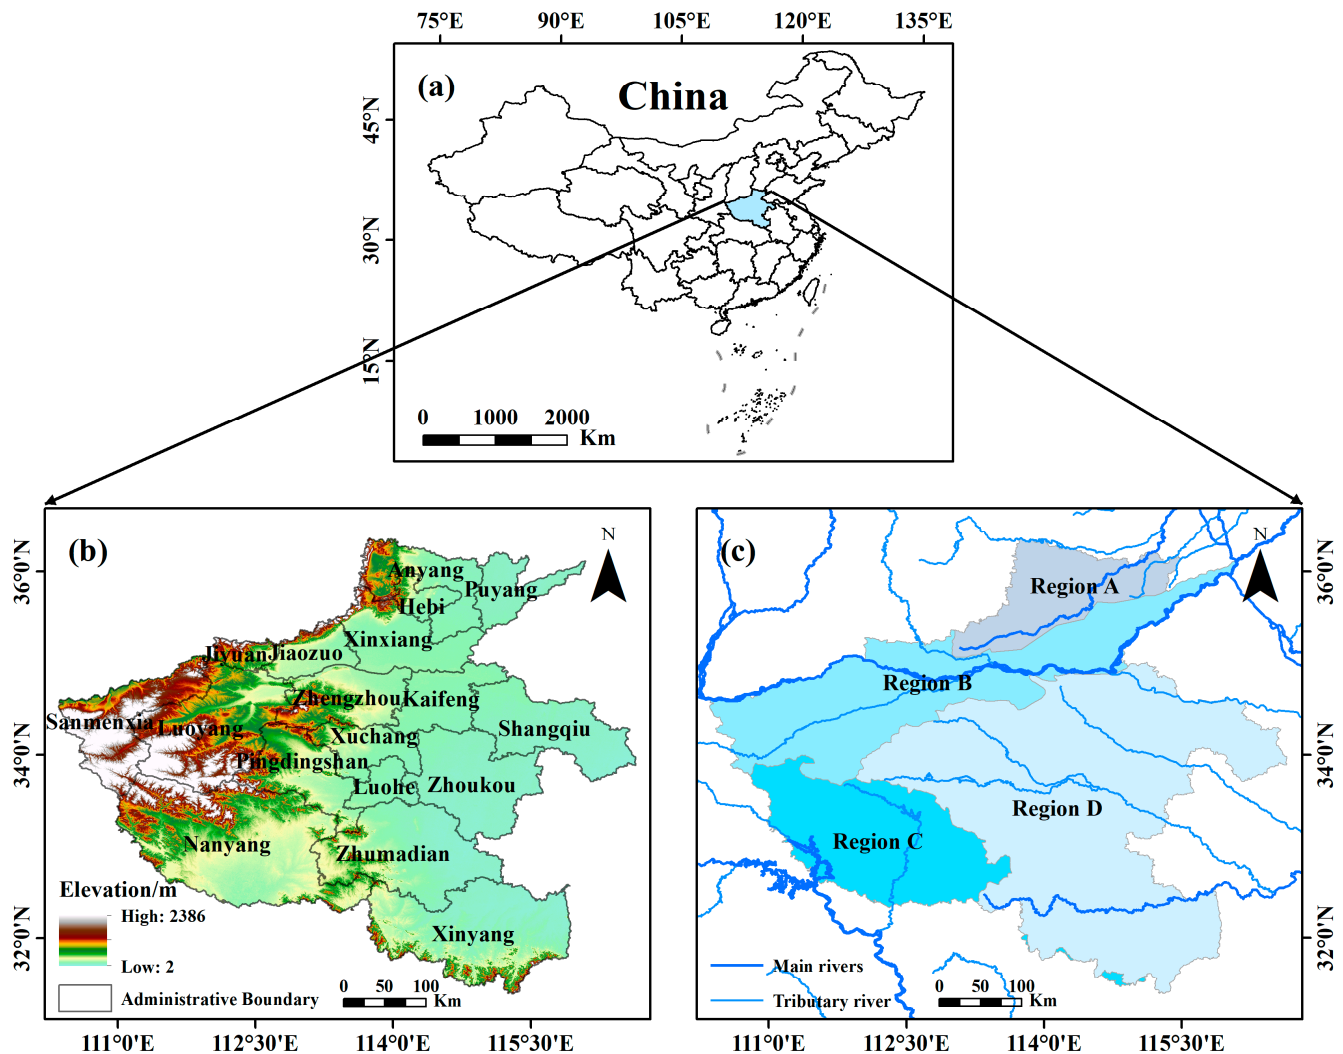 75°E 90°E 105°E 120°E 135°E
(a)
China
45°N
30°N
15°N
0 1000 2000
Km
(b)
N
36°0'N
34°0'N
32°0'N
Anyang
Puyang
Hebi
Xinxiang
Jiyuan Jiaozuo
Zhengzhou Kaifeng
Sanmenxia Luoyang
Shangqiu
Xuchang
Pingdingshan
Luohe Zhoukou
Nanyang
Zhumadian
Xinyang
Elevation/m
High: 2386
Low: 2
Administrative Boundary
0 50 100
Km
111°0'E 112°30'E 114°0'E 115°30'E
(c)
N
Region A
Region B
Region D
Region C
Main rivers
Tributary river
0 50 100
Km
36°0'N
34°0'N
32°0'N
111°0'E 112°30'E 114°0'E 115°30'E